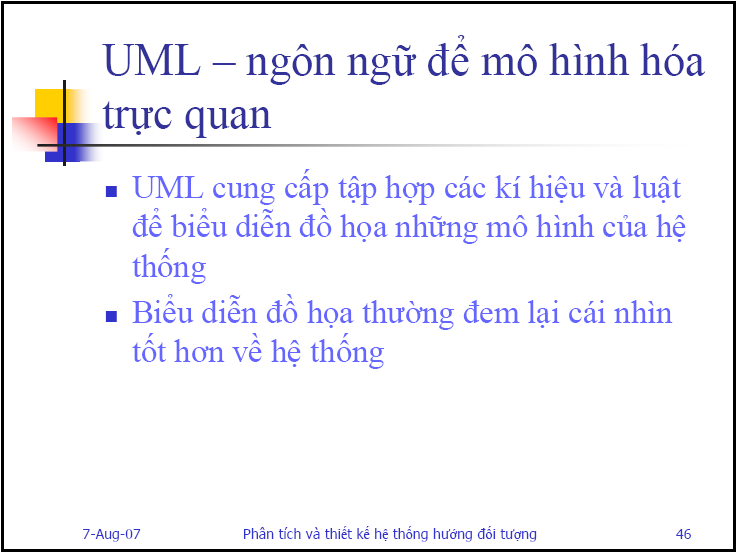 UML – ngôn ngữ để mô hình hóa
trực quan
UML cung cấp tập hợp các kí hiệu và luật
để biểu diễn đồ họa những mô hình của hệ
thống
Biểu diễn đồ họa thường đem lại cái nhìn
tốt hơn về hệ thống
7-Aug-07 Phân tích và thiết kế hệ thống hướng đối tượng 46